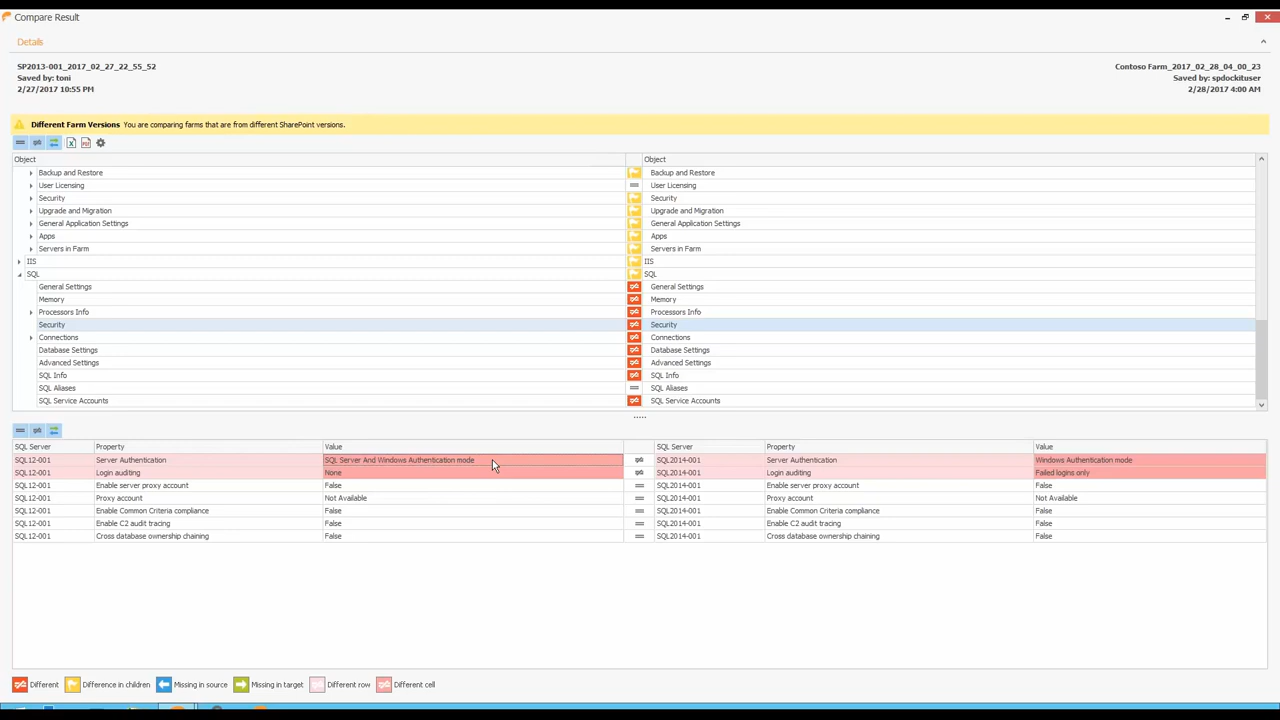 Compare Result
Details
SP2013-001_2017_02_27_22_55_52 Contoso Farm_2017_02_28_04_00_23
Saved by: toni Saved by: spdockituser
2/27/2017 10:55 PM 2/28/2017 4:00 AM
Different Farm Versions You are comparing farms that are from different SharePoint versions.
Object Object
Backup and Restore Backup and Restore
User Licensing User Licensing
Security Security
Upgrade and Migration Upgrade and Migration
General Application Settings General Application Settings
Apps Apps
Servers in Farm Servers in Farm
IIS IIS
SQL SQL
General Settings General Settings
Memory Memory
Processors Info Processors Info
Security Security
Connections Connections
Database Settings Database Settings
Advanced Settings Advanced Settings
SQL Info SQL Info
SQL Aliases SQL Aliases
SQL Service Accounts SQL Service Accounts
SQL Server Property Value SQL Server Property Value
SQL12-001 Server Authentication SQL Server And Windows Authentication mode SQL2014-001 Server Authentication Windows Authentication mode
SQL12-001 Login auditing None SQL2014-001 Login auditing Failed logins only
SQL12-001 Enable server proxy account False SQL2014-001 Enable server proxy account False
SQL12-001 Proxy account Not Available SQL2014-001 Proxy account Not Available
SQL12-001 Enable Common Criteria compliance False SQL2014-001 Enable Common Criteria compliance False
SQL12-001 Enable C2 audit tracing False SQL2014-001 Enable C2 audit tracing False
SQL12-001 Cross database ownership chaining False SQL2014-001 Cross database ownership chaining False
Different Difference in children Missing in source Missing in target Different row Different cell